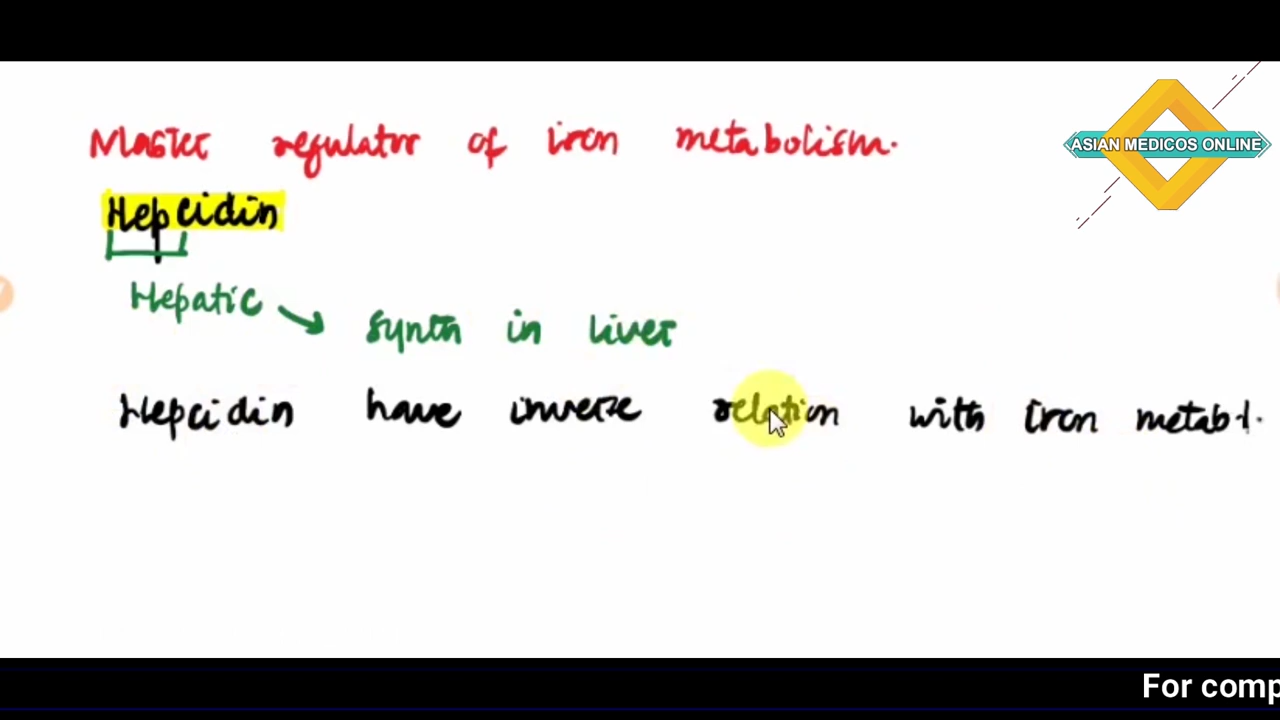 Master regulator of iron metabolism.
ASIAN MEDICOS ONLINE
Hepcidin
Hepatic
synth in liver
Hepcidin have inverse relation with iron metab-l.
For comp